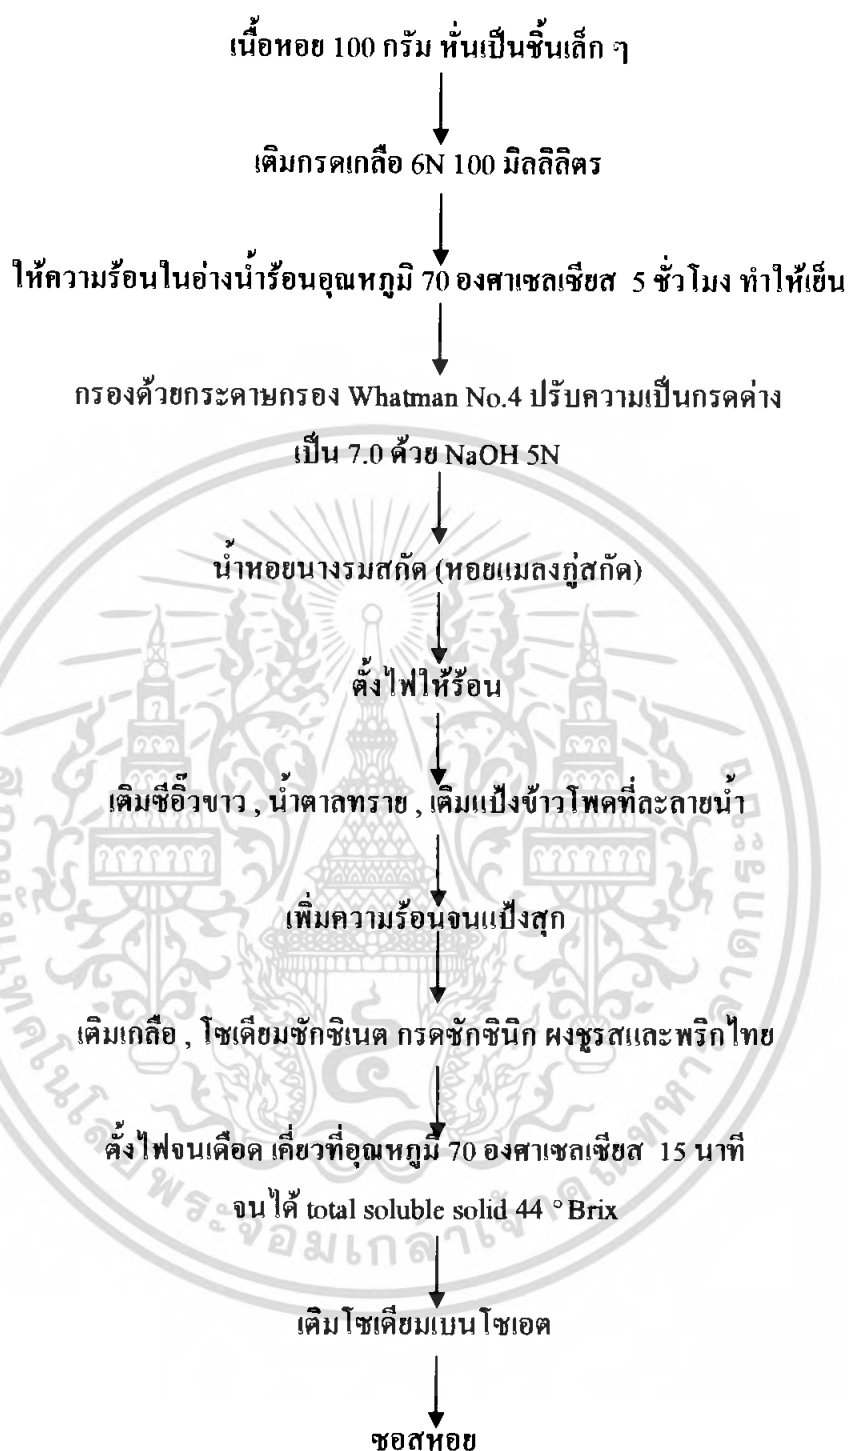 เนื้อหอย 100 กรัม หั่นเป็นชิ้นเล็ก ๆ
เติมกรดเกลือ 6N 100 มิลลิลิตร
ให้ความร้อนในอ่างน้ำร้อนอุณหภูมิ 70 องศาเซลเซียส 5 ชั่วโมง ทำให้เย็น
กรองด้วยกระดาษกรอง Whatman No.4 ปรับความเป็นกรดด่าง
เป็น 7.0 ด้วย NaOH 5N
น้ำหอยนางรมสกัด (หอยแมลงภู่สกัด)
ตั้งไฟให้ร้อน
เติมซีอิ๊วขาว , น้ำตาลทราย , เติมแป้งข้าวโพดที่ละลายน้ำ
เพิ่มความร้อนจนแป้งสุก
เติมเกลือ , โซเดียมซักซิเนต กรดซักซินิก ผงชูรสและพริกไทย
ตั้งไฟจนเดือด เคี่ยวที่อุณหภูมิ 70 องศาเซลเซียส 15 นาที
จนได้ total soluble solid 44 °Brix
เติมโซเดียมเบนโซเอต
ซอสหอย